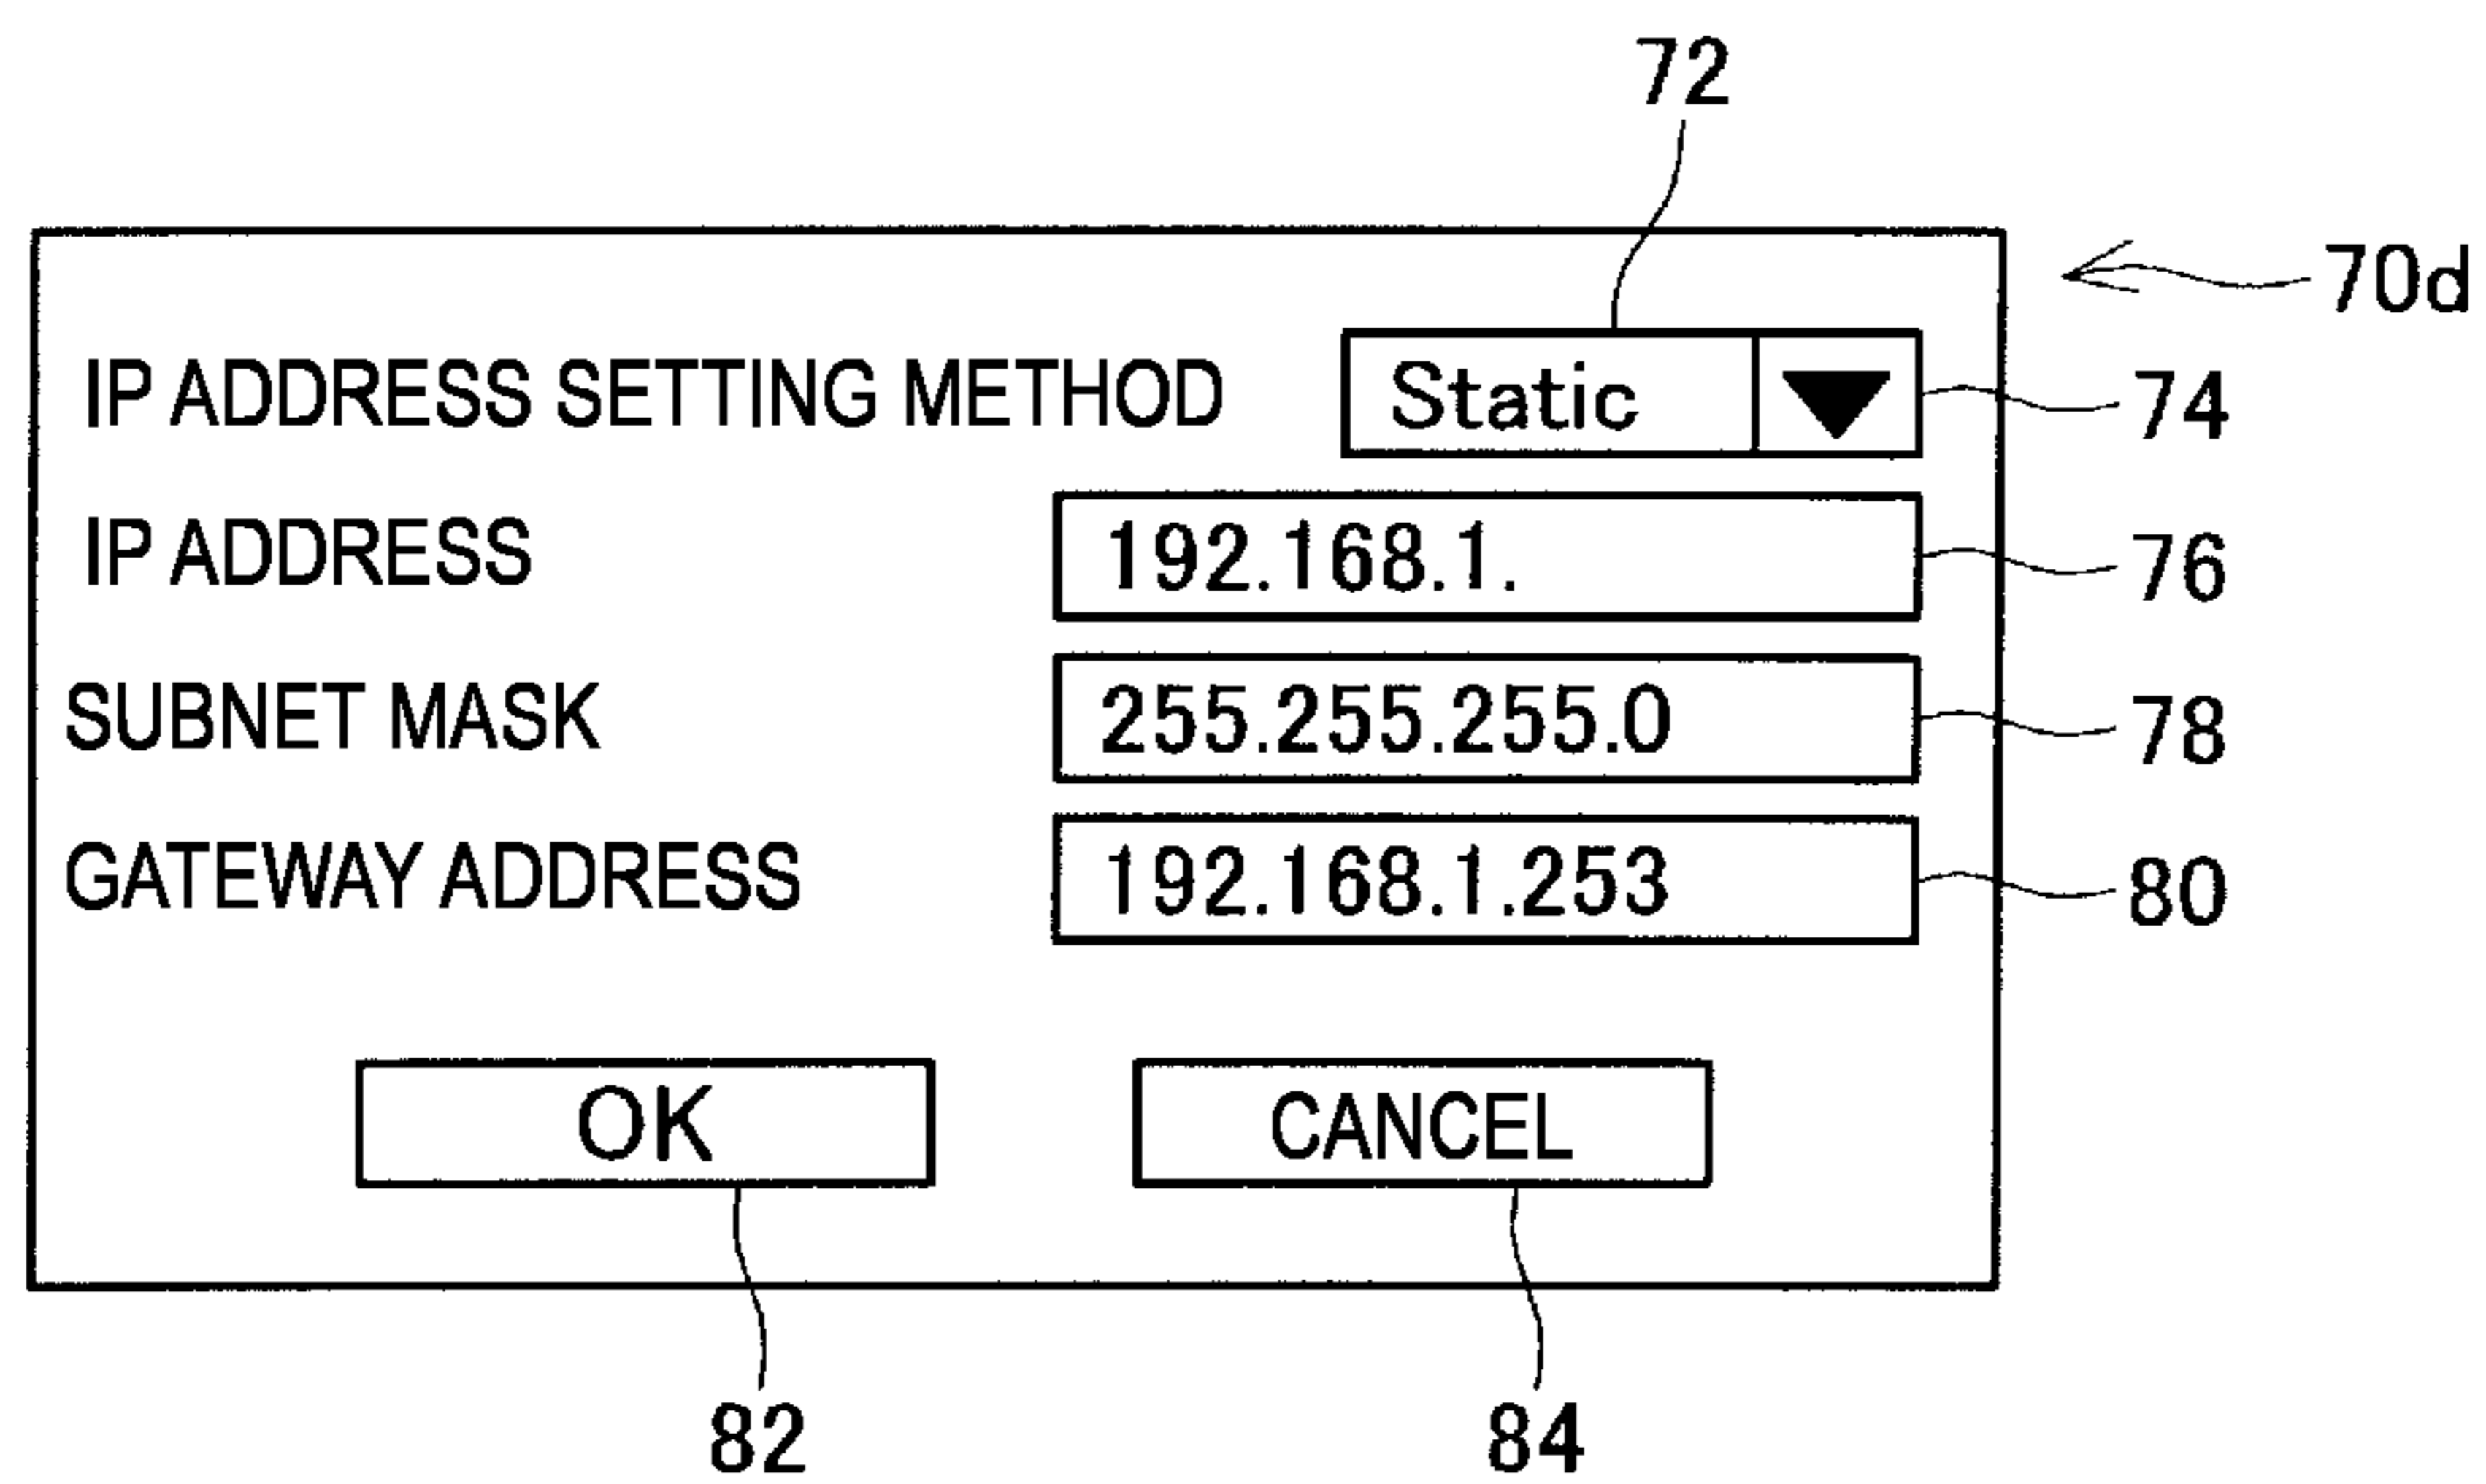 72
70d
IP ADDRESS SETTING METHOD Static 74
IP ADDRESS 192.168.1. 76
SUBNET MASK 255.255.255.0 78
GATEWAY ADDRESS 192.168.1.253 80
OK CANCEL
82 84